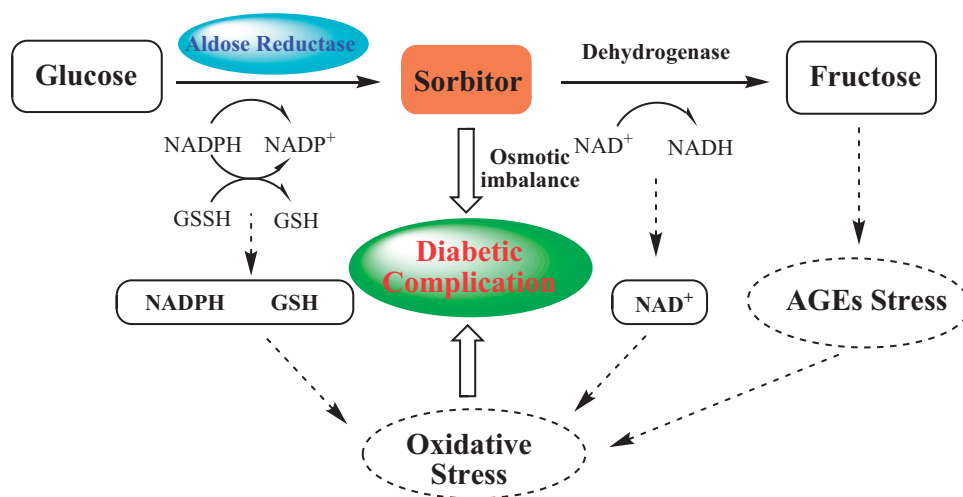 Aldose Reductase
Glucose
Sorbitor
Dehydrogenase
Fructose
NADPH
NADP+
NAD+
NADH
Osmotic
imbalance
GSSH
GSH
Diabetic
Complication
NADPH
GSH
NAD+
AGEs Stress
Oxidative
Stress